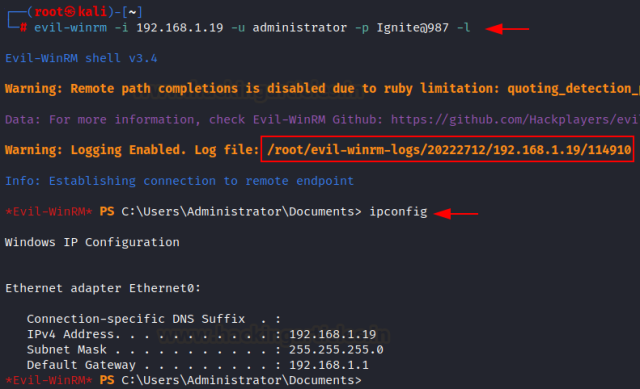 ┌──(root㉿kali)-[~]
└─# evil-winrm -i 192.168.1.19 -u administrator -p Ignite@987 -l
Evil-WinRM shell v3.4
Warning: Remote path completions is disabled due to ruby limitation: quoting_detection_
Data: For more information, check Evil-WinRM Github: https://github.com/Hackplayers/evi
Warning: Logging Enabled. Log file: /root/evil-winrm-logs/20222712/192.168.1.19/114910
Info: Establishing connection to remote endpoint
*Evil-WinRM* PS C:\Users\Administrator\Documents> ipconfig
Windows IP Configuration
Ethernet adapter Ethernet0:
Connection-specific DNS Suffix  . :
IPv4 Address. . . . . . . . . . . : 192.168.1.19
Subnet Mask . . . . . . . . . . . : 255.255.255.0
Default Gateway . . . . . . . . . : 192.168.1.1
*Evil-WinRM* PS C:\Users\Administrator\Documents>